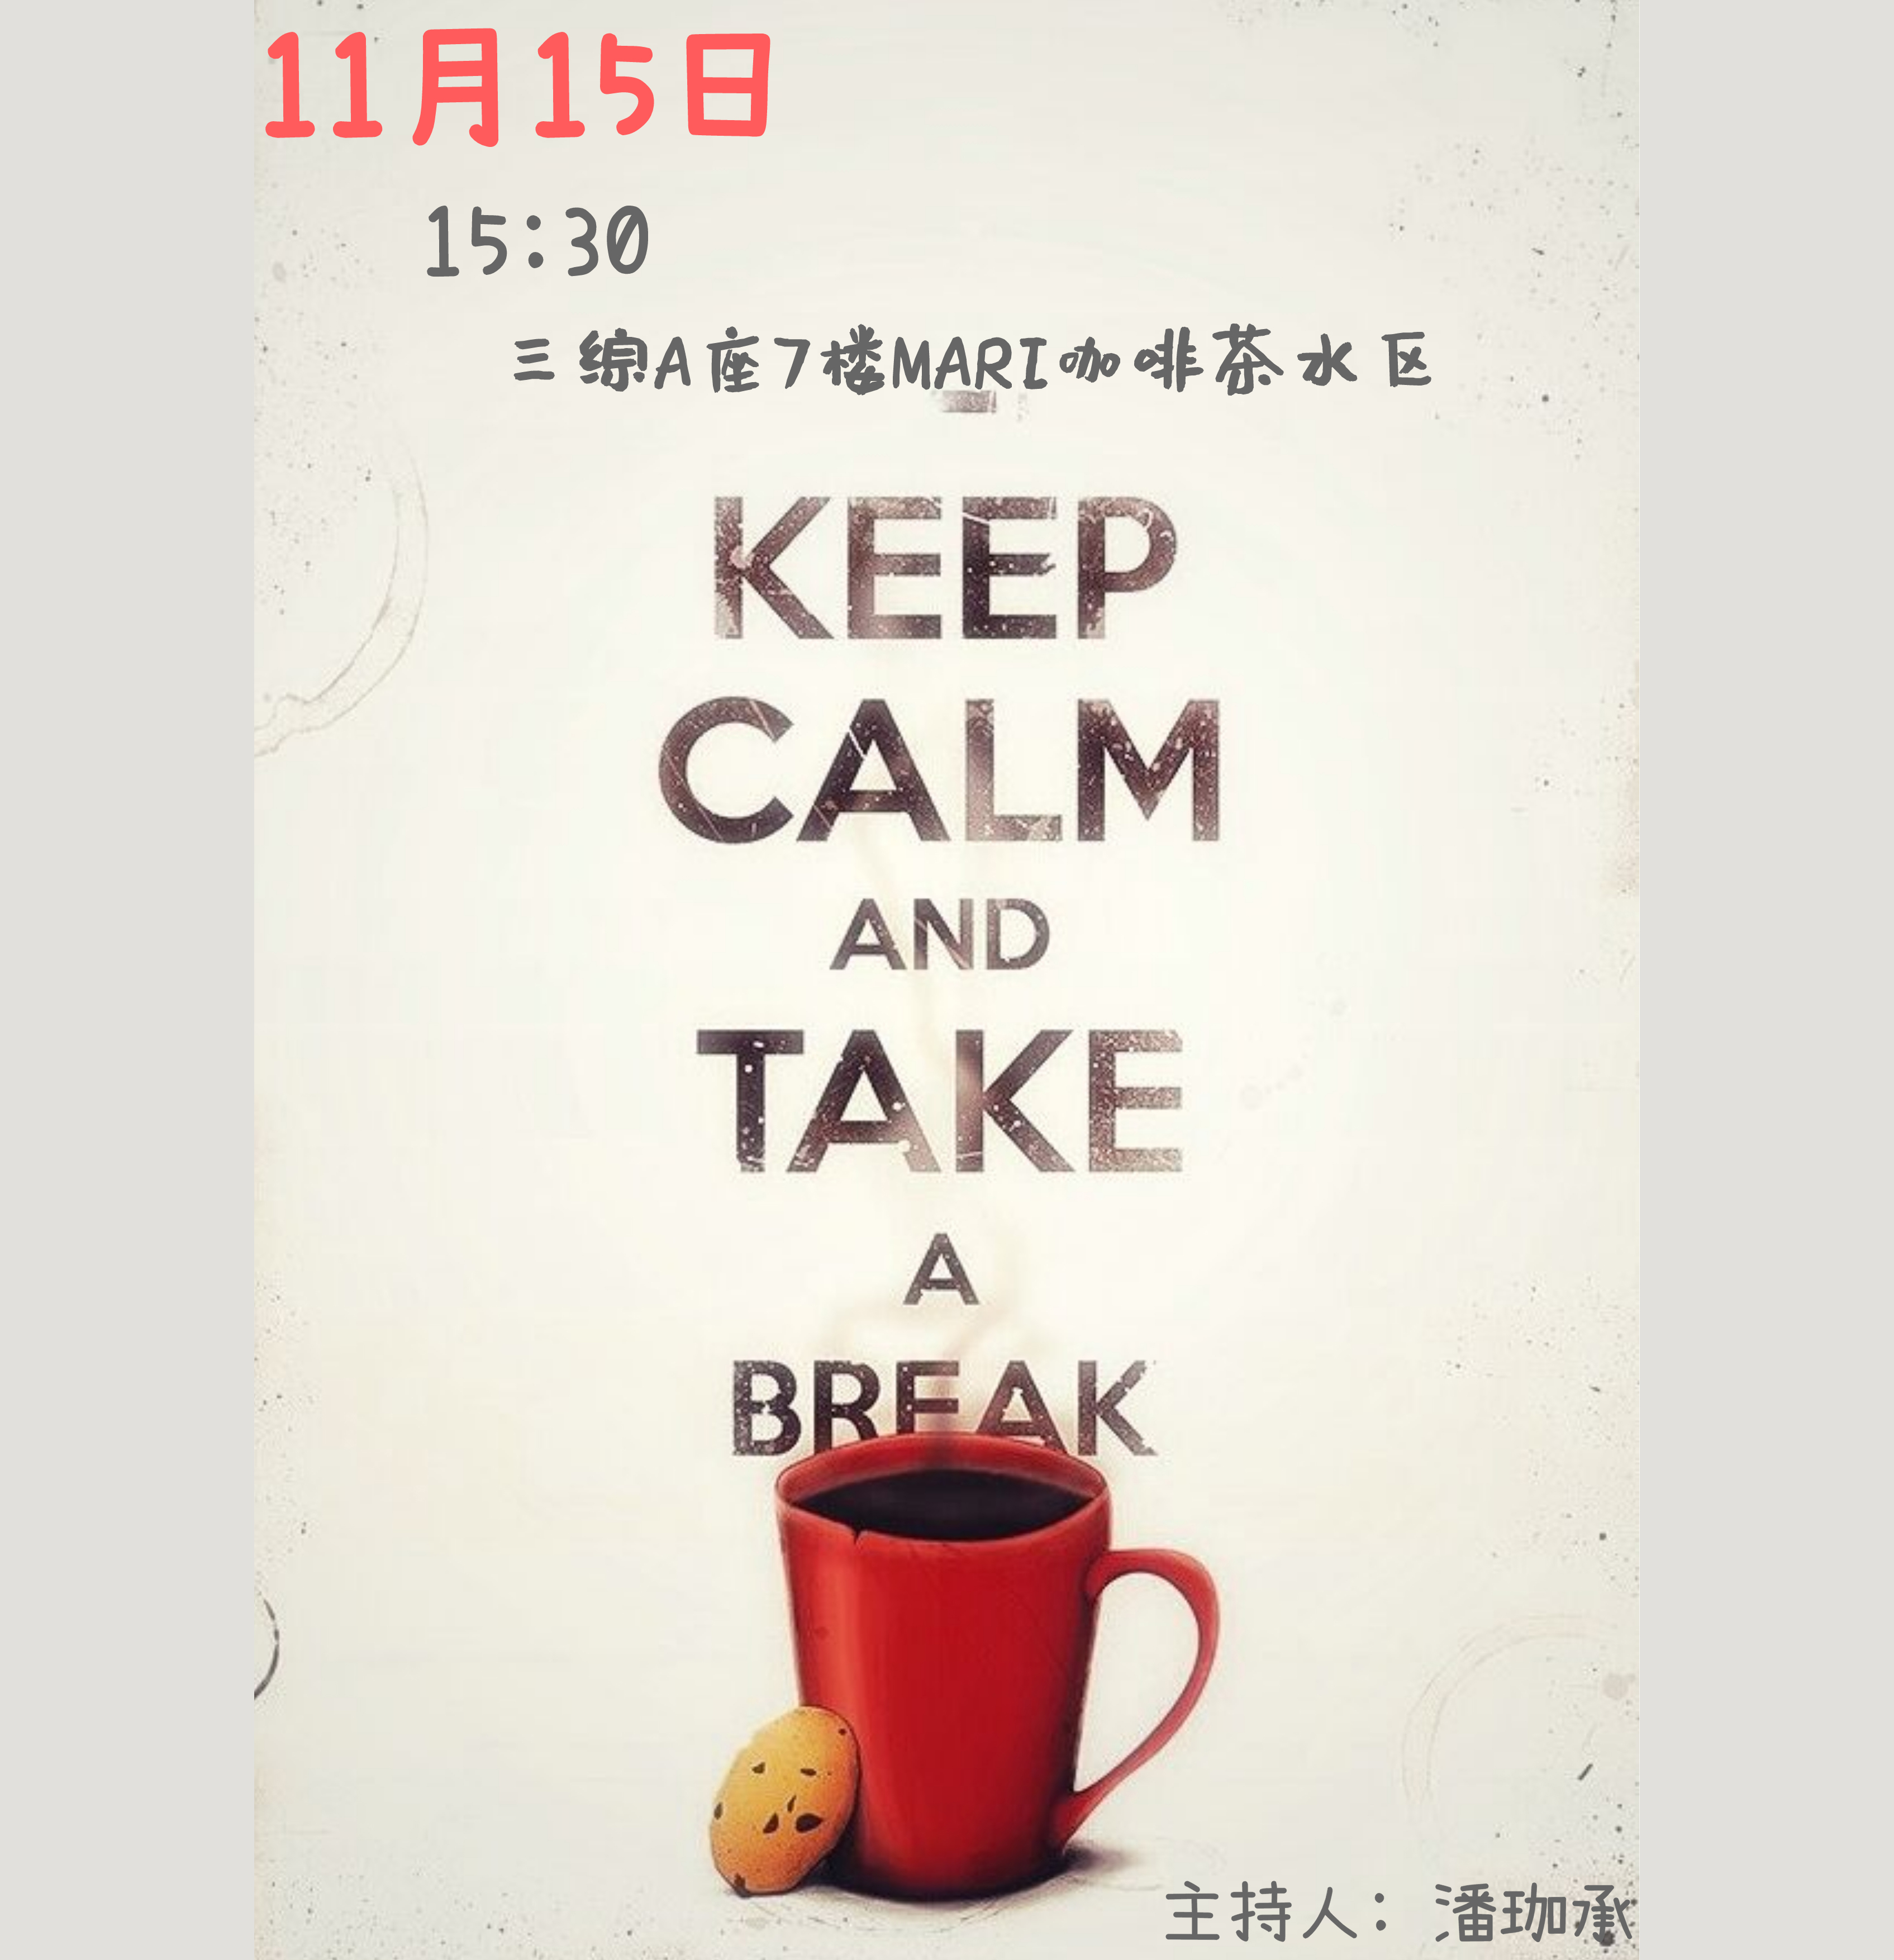 11月15日
15:30
三综A座7楼MARI咖啡茶水区
KEEP
CALM
AND
TAKE
A
BREAK
主持人：潘珈承